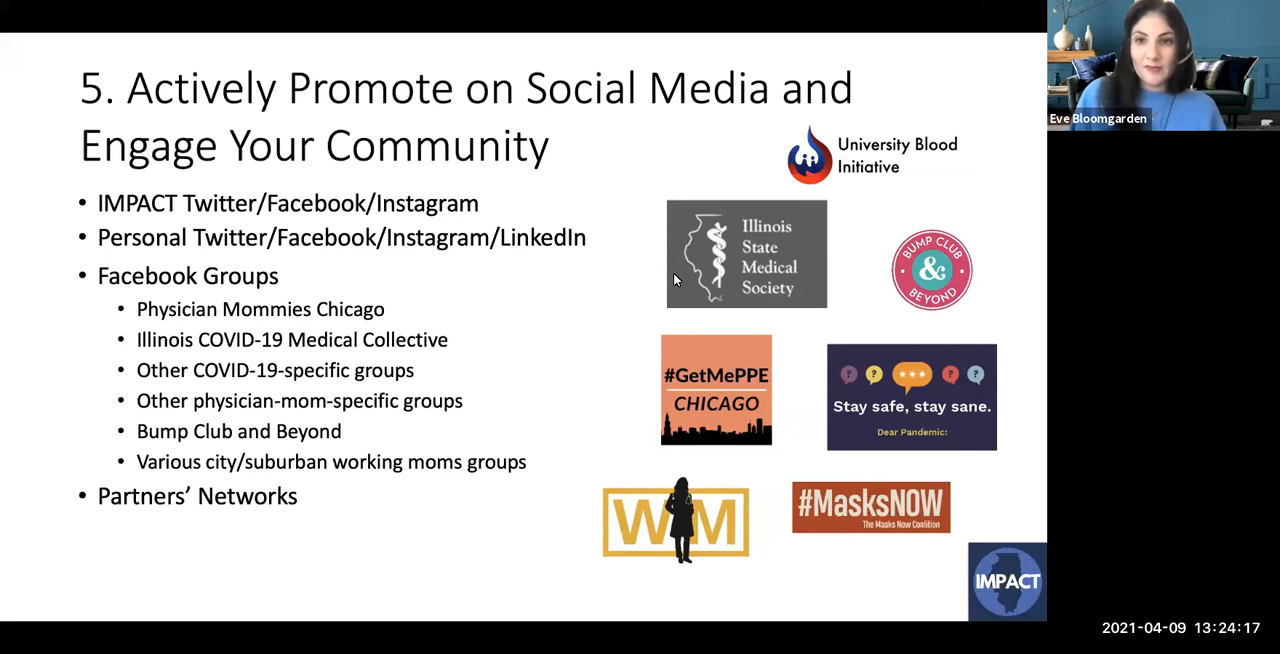 5. Actively Promote on Social Media and
Engage Your Community
• IMPACT Twitter/Facebook/Instagram
• Personal Twitter/Facebook/Instagram/LinkedIn
• Facebook Groups
• Physician Mommies Chicago
• Illinois COVID-19 Medical Collective
• Other COVID-19-specific groups
• Other physician-mom-specific groups
• Bump Club and Beyond
• Various city/suburban working moms groups
• Partners’ Networks
University Blood
Initiative
Illinois
State
Medical
Society
BUMP CLUB
&
BEYOND
#GetMePPE
CHICAGO
Stay safe, stay sane.
Dear Pandemic:
WM
#MasksNOW
The Masks Now Coalition
IMPACT
Eve Bloomgarden
2021-04-09 13:24:17